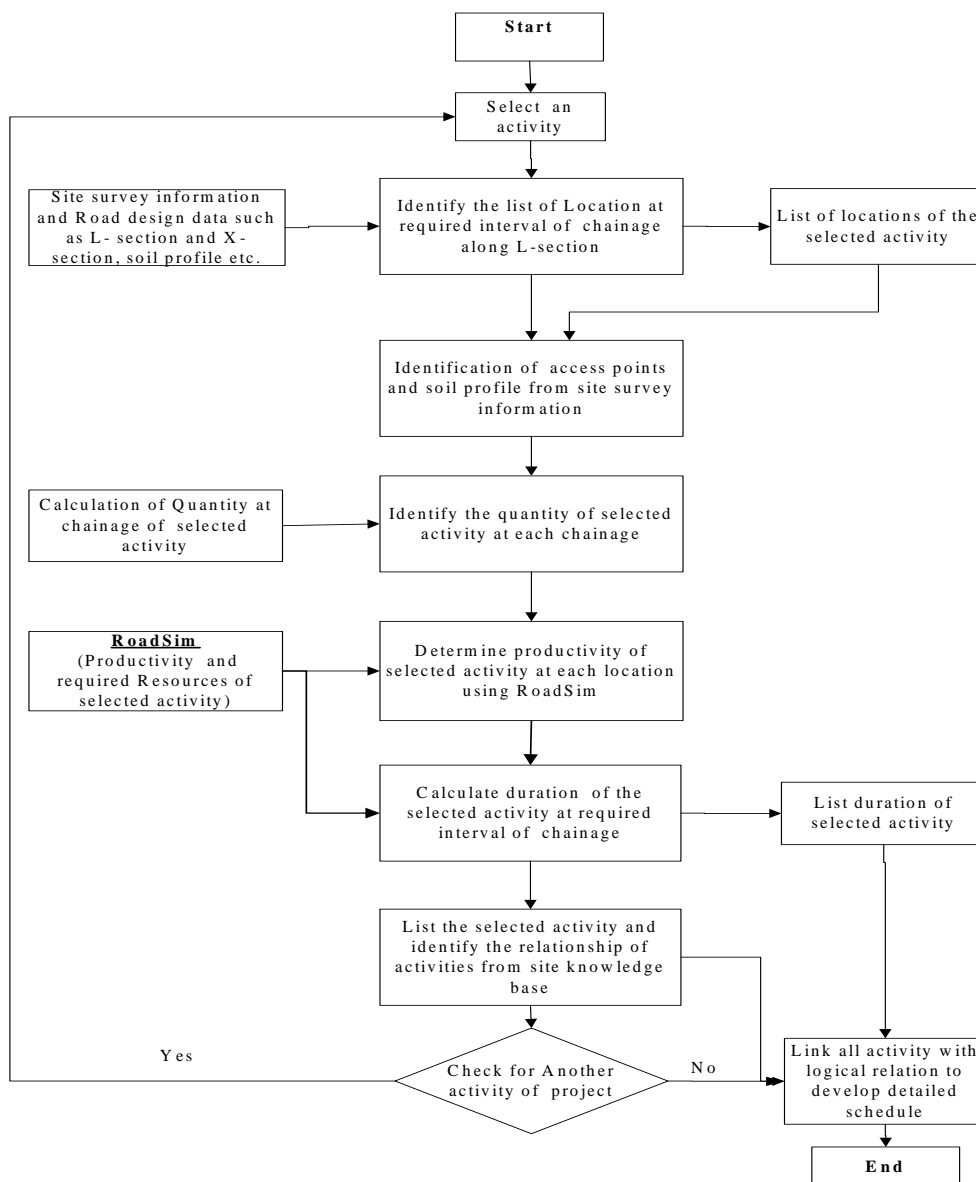 Start
Select an
activity
Site survey information
and Road design data such
as L- section and X-
section, soil profile etc.
Identify the list of Location at
required interval of chainage
along L-section
List of locations of the
selected activity
Identification of access points
and soil profile from site survey
information
Calculation of Quantity at
chainage of selected
activity
Identify the quantity of selected
activity at each chainage
RoadSim
(Productivity and
required Resources of
selected activity)
Determine productivity of
selected activity at each location
using RoadSim
Calculate duration of the
selected activity at required
interval of chainage
List duration of
selected activity
List the selected activity and
identify the relationship of
activities from site knowledge
base
Yes
Check for Another
activity of project
No
Link all activity with
logical relation to
develop detailed
schedule
End